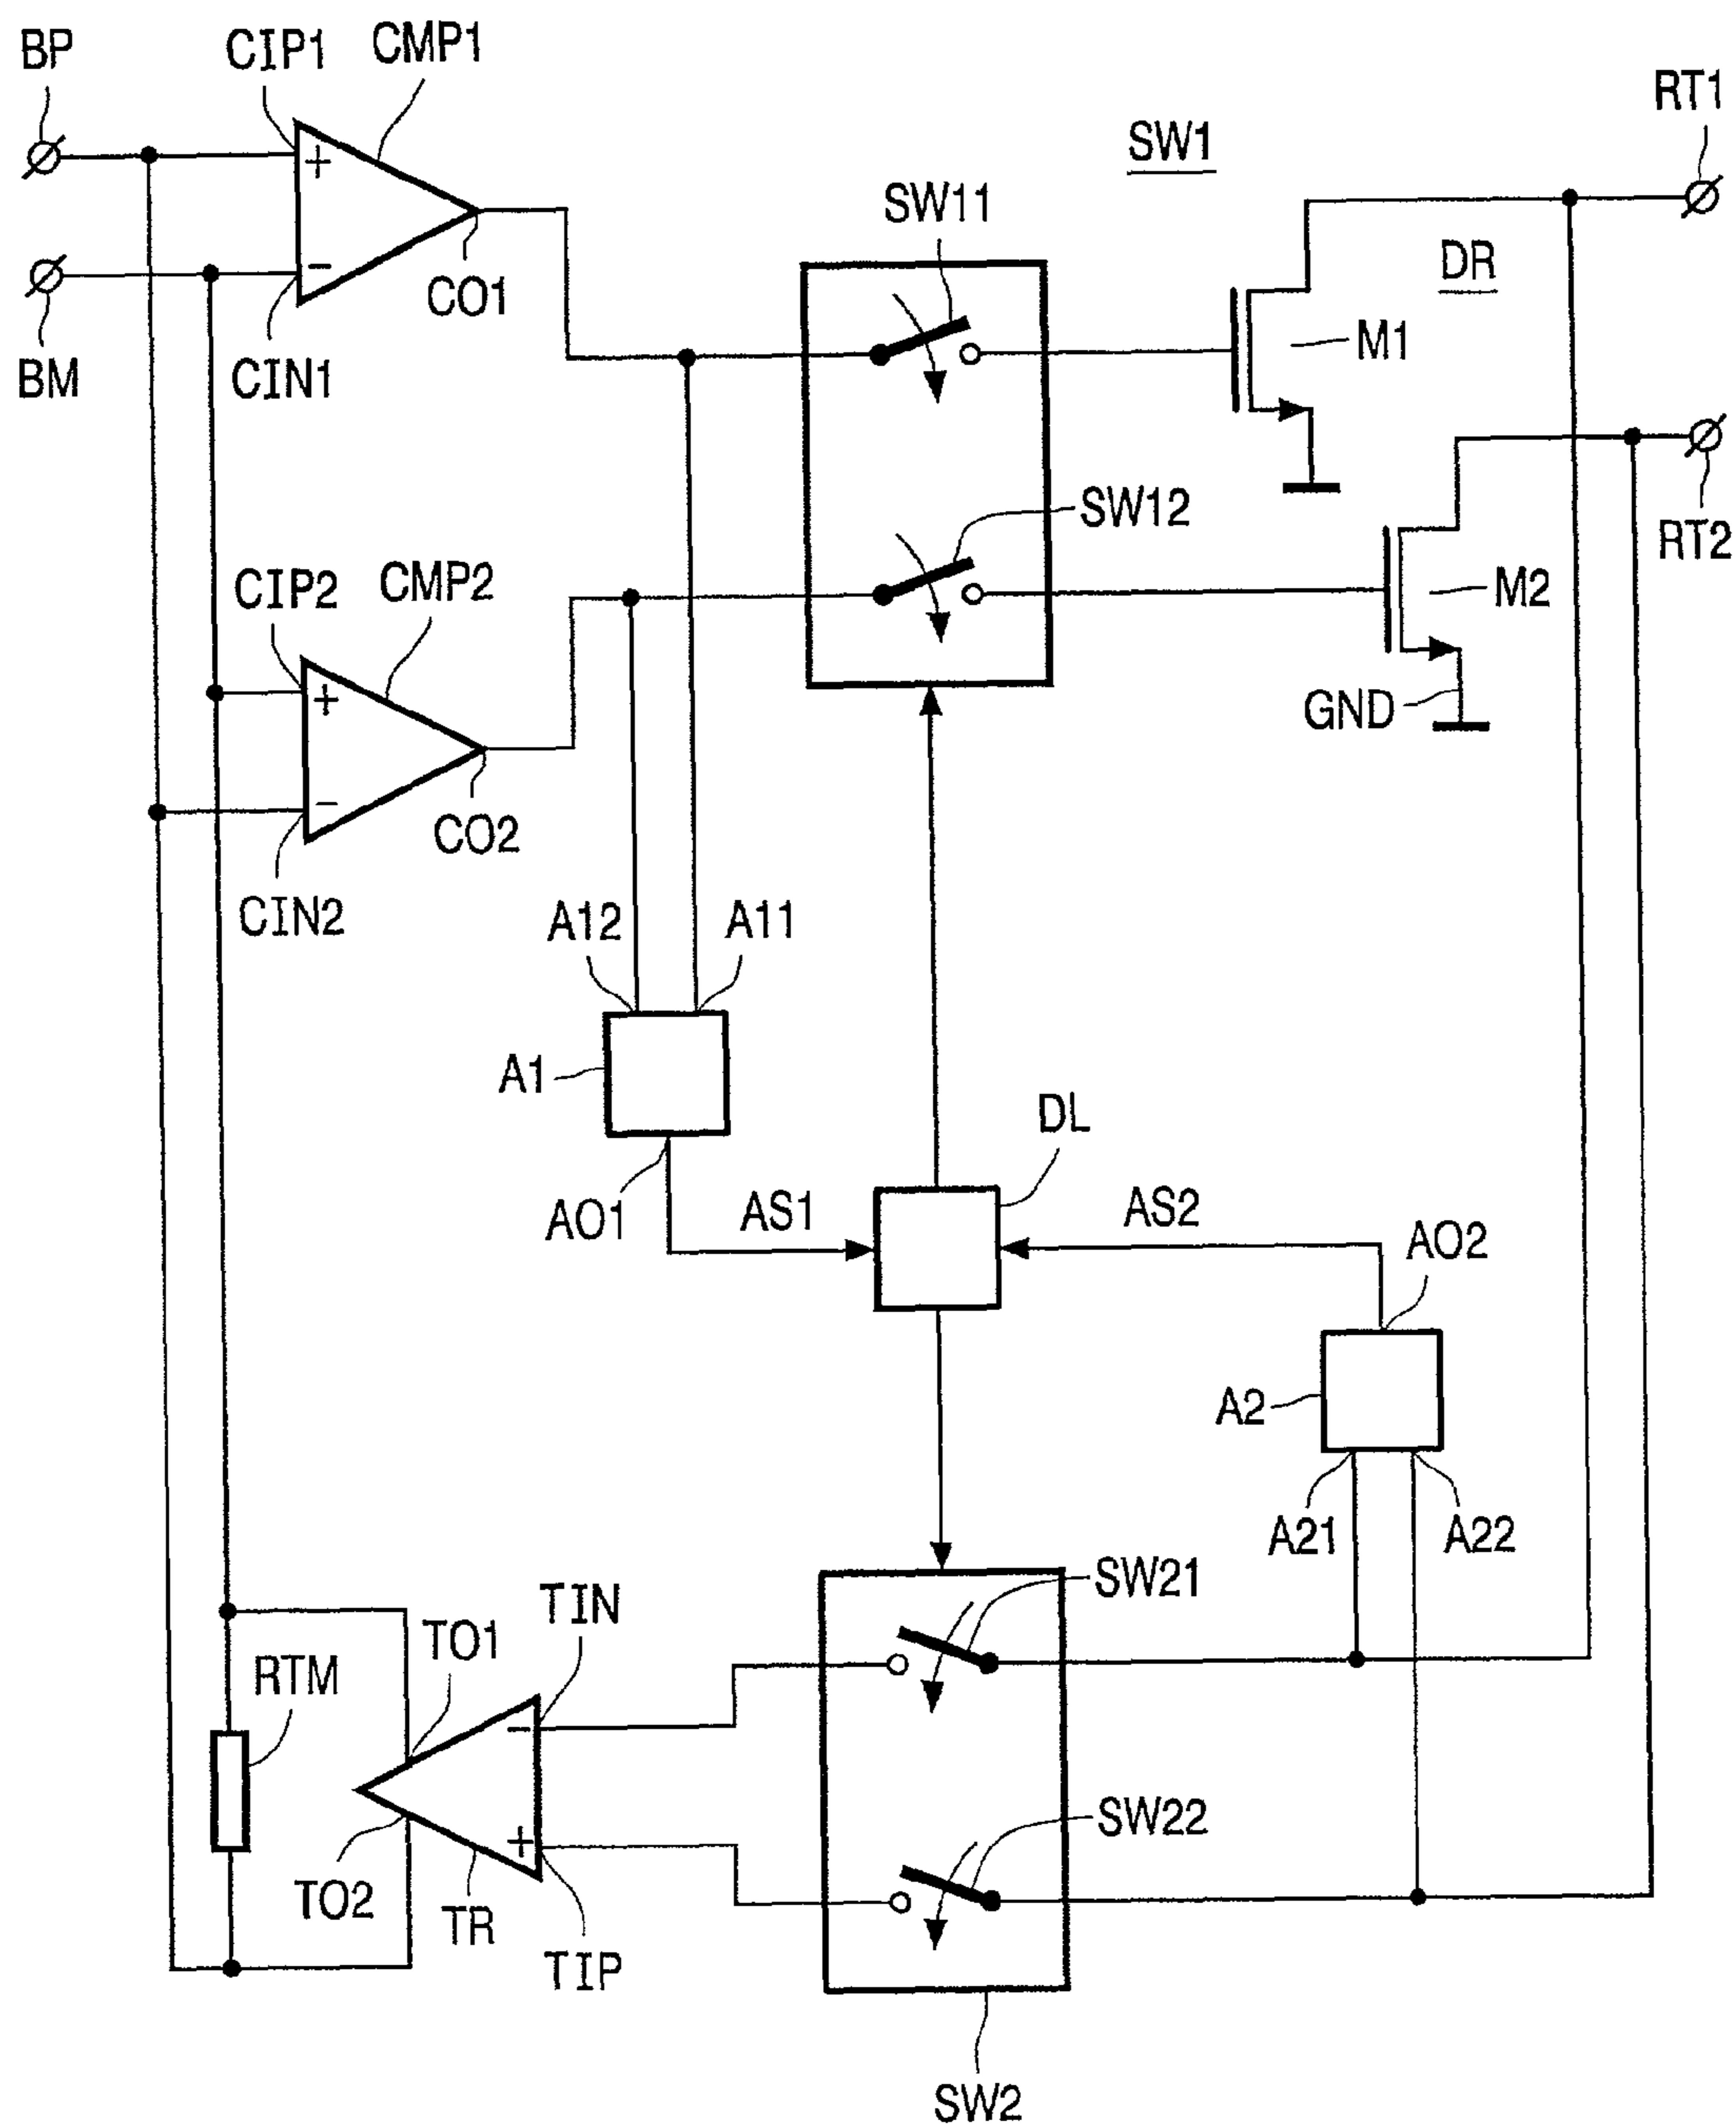 BP
CIP1
CMP1
RT1
SW1
SW11
+
DR
CO1
M1
-
BM
CIN1
SW12
RT2
CIP2
CMP2
M2
+
GND
-
CO2
CIN2
A12
A11
A1
DL
AO1
AS1
AS2
AO2
A2
A21
A22
SW21
TIN
TO1
RTM
-
SW22
+
TO2
TR
TIP
SW2